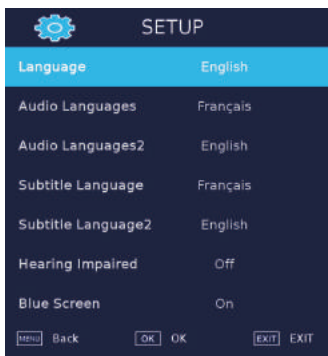 SETUP
Language English
Audio Languages Français
Audio Languages2 English
Subtitle Language Français
Subtitle Language2 English
Hearing Impaired Off
Blue Screen On
MENU Back OK OK EXIT EXIT